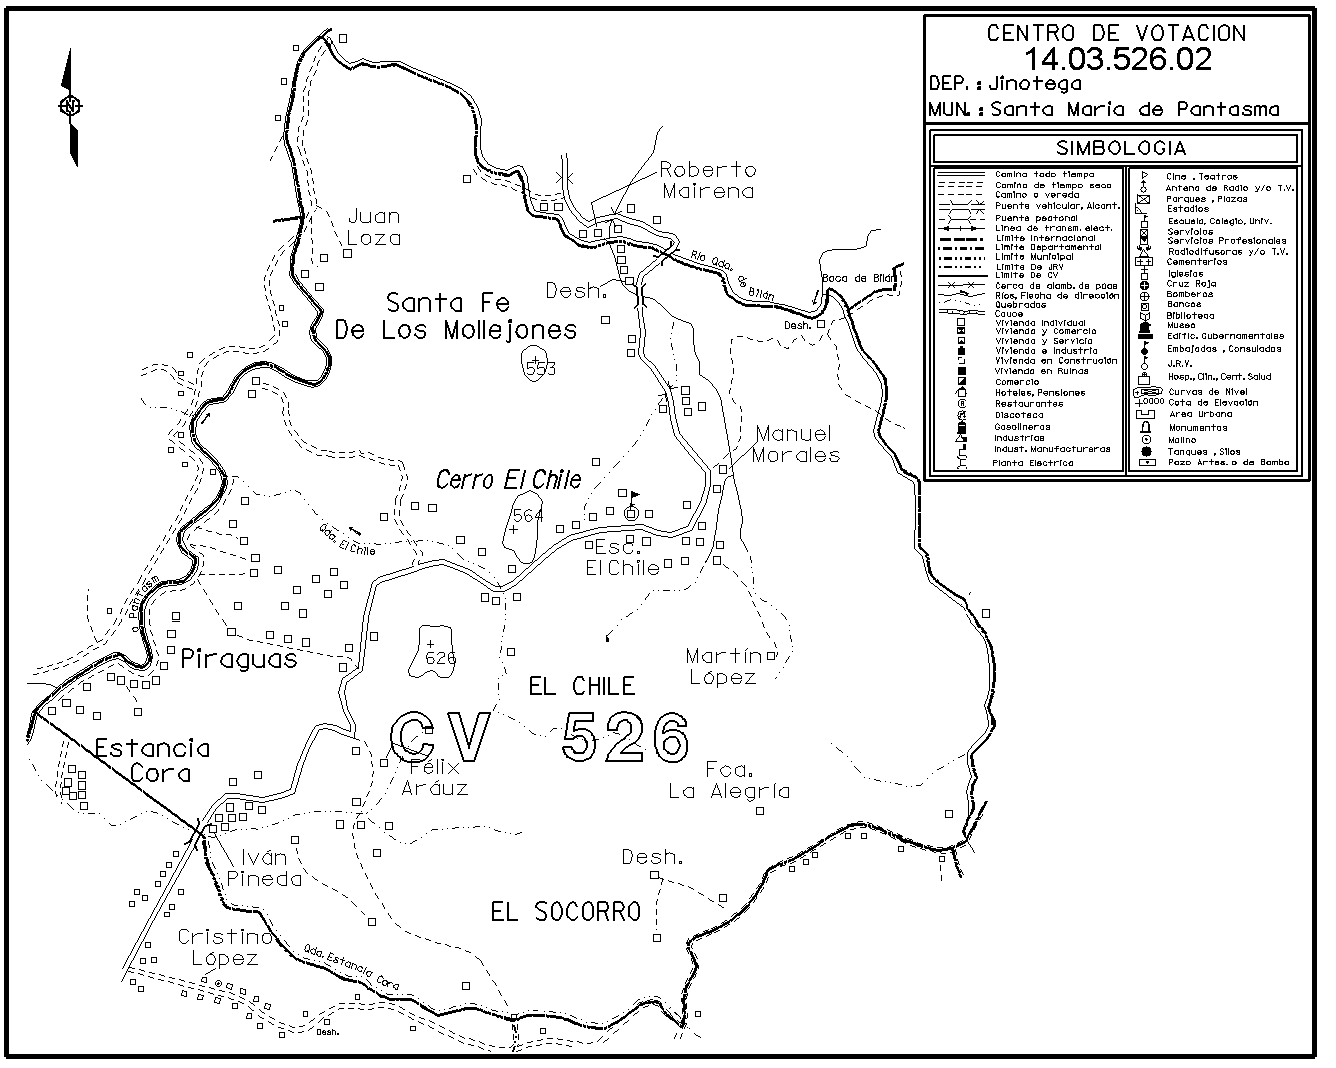 CENTRO DE VOTACION
14.03.526.02
DEP. : Jinotega
MUN. : Santa Maria de Pantasma
SIMBOLOGIA
Camino todo tiempo
Camino de tiempo seco
Camino o vereda
Puente vehicular, Alcant.
Puente peatonal
Linea de transm. elect.
Limite Internacional
Limite Departamental
Limite Municipal
Limite De JRV
Limite De CV
Cerca de alamb. de puas
Ríos, Flecha de dirección
Quebradas
Cauce
Vivienda Individual
Vivienda y Comercio
Vivienda y Servicio
Vivienda e Industria
Vivienda en Construcción
Vivienda en Ruinas
Comercio
Hoteles, Pensiones
Restaurantes
Discoteca
Gasolineras
Industrias
Indust. Manufactureras
Planta Electrica
Cine , Teatros
Antena de Radio y/o T.V.
Parques , Plazas
Estadios
Escuela, Colegio, Univ.
Servicios
Servicios Profesionales
Radiodifusoras y/o T.V.
Cementerios
Iglesias
Cruz Roja
Bomberos
Bancos
Biblioteca
Museo
Edific. Gubernamentales
Embajadas , Consulados
J.R.V.
Hosp., Clin., Cent. Salud
Curvas de Nivel
Cota de Elevación
Area Urbana
Monumentos
Molino
Tanques , Silos
Pozo Artes. o de Bomba
N
Roberto
Mairena
Juan
Loza
Río Qda. de Bilán
Boca de Bilán
Desh.
Desh.
Santa Fe
De Los Mollejones
553
Manuel
Morales
Cerro El Chile
564
Qda. El Chile
Esc.
El Chile
Pantasm
Piraguas
626
Martín
López
EL CHILE
CV 526
Estancia
Cora
Félix
Aráuz
Fca.
La Alegría
Iván
Pineda
Desh.
EL SOCORRO
Cristino
López
Qda. Estancia Cora
Desh.